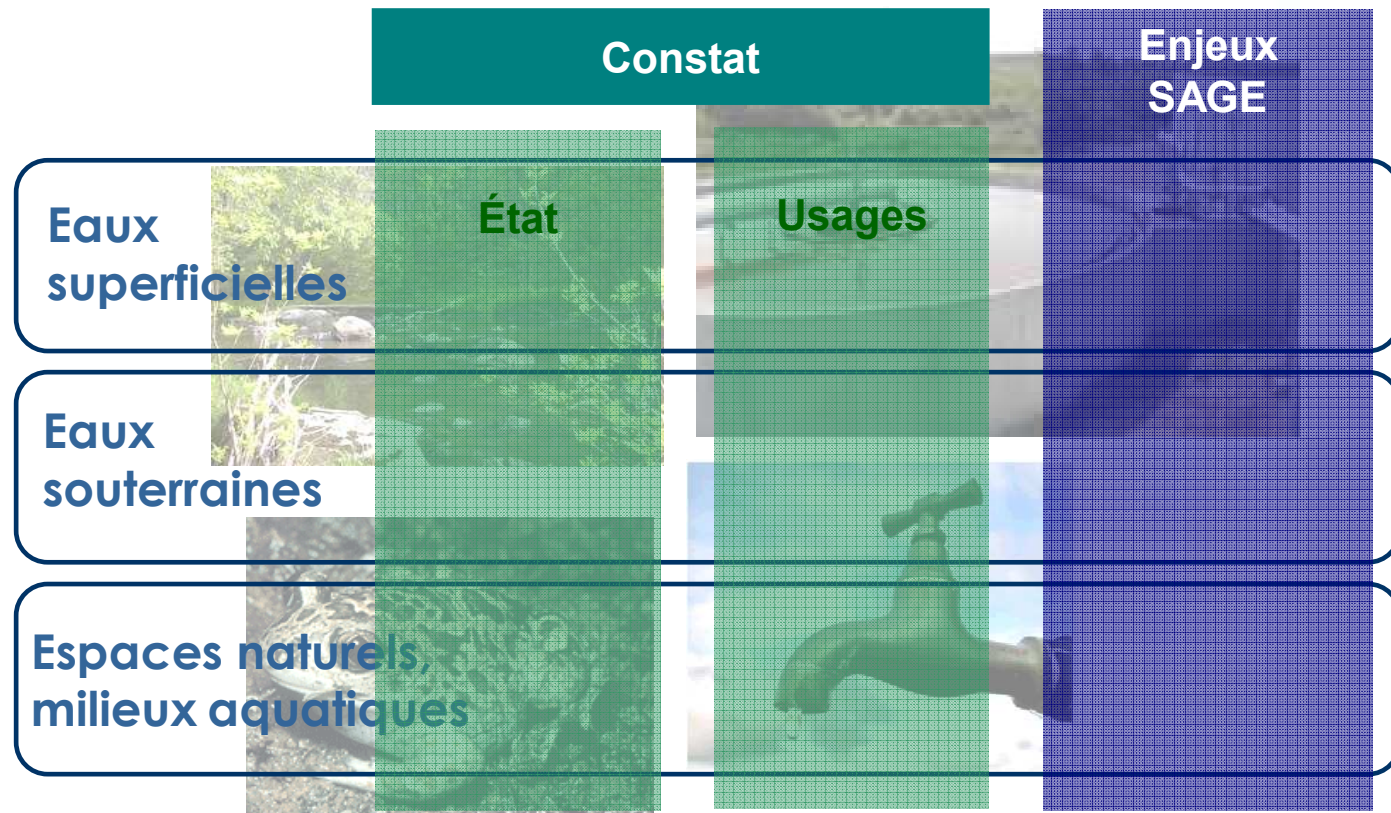 Constat
Enjeux
SAGE
État
Usages
Eaux
superficielles
Eaux
souterraines
Espaces naturels,
milieux aquatiques